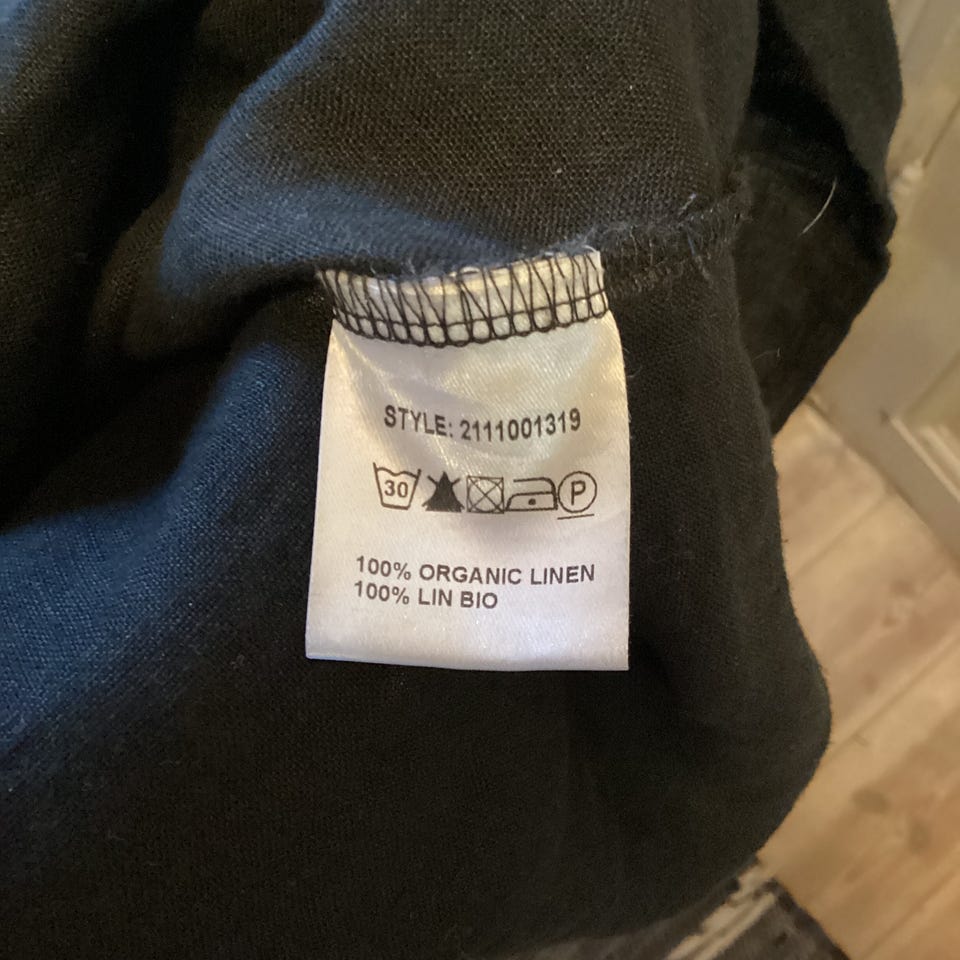 STYLE: 2111001319
30 P
100% ORGANIC LINEN
100% LIN BIO